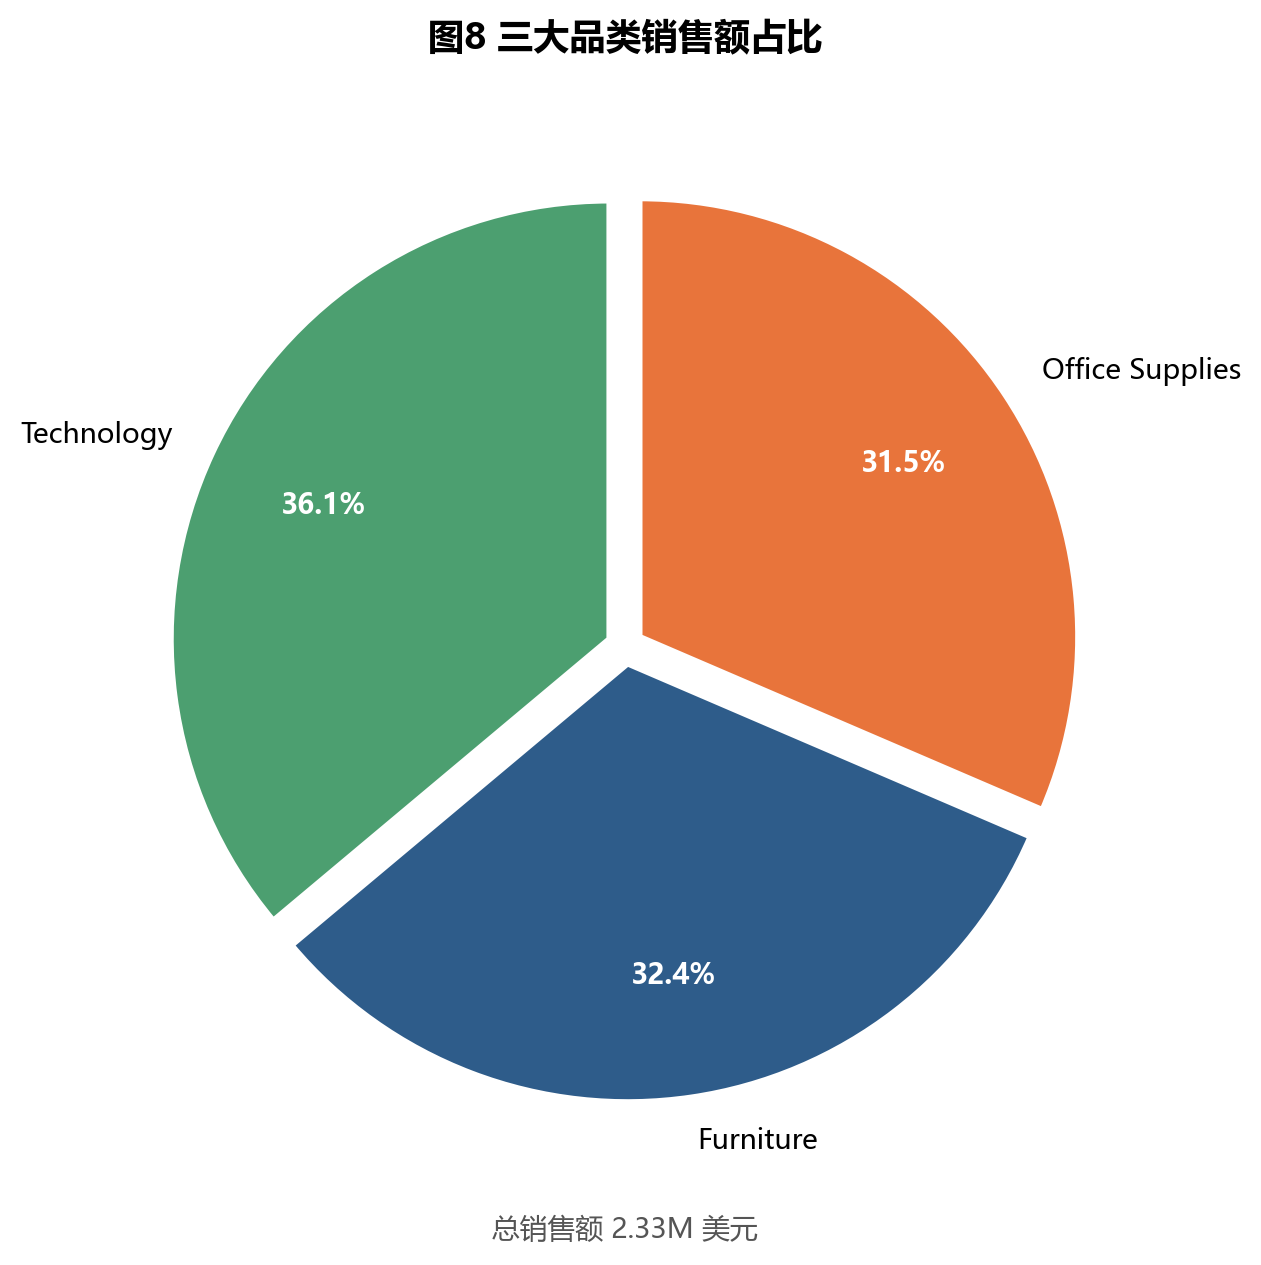 图8 三大品类销售额占比
Office Supplies
31.5%
Technology
36.1%
32.4%
Furniture
总销售额 2.33M 美元